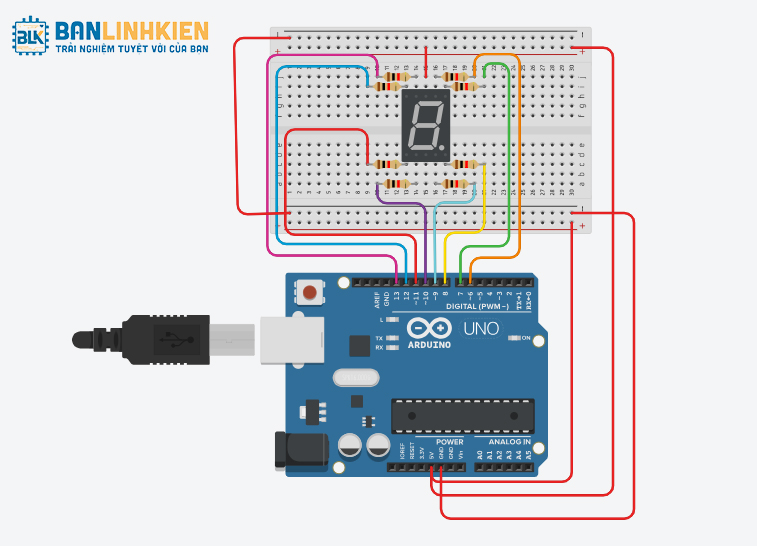 BLK
BANLINHKIEN
TRẢI NGHIỆM TUYỆT VỜI CỦA BẠN
AREF
GND
13
12
~11
~10
~9
8
7
~6
~5
4
~3
2
TX→1
RX←0
DIGITAL (PWM~)
L
TX
RX
UNO
ARDUINO
ON
POWER
ANALOG IN
IOREF
RESET
3.3V
5V
GND
GND
Vin
A0
A1
A2
A3
A4
A5